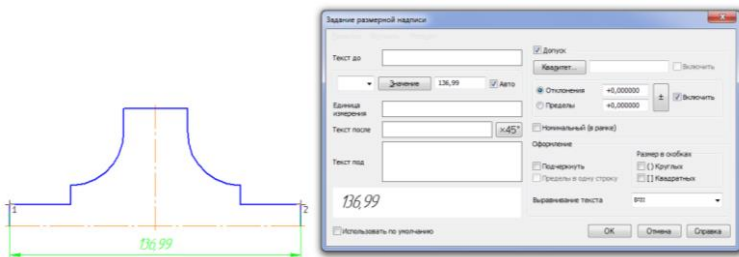 1
2
136,99
Задание размерной надписи
Текст до
Значение
136,99
Авто
Единица
измерения
Текст после
×45°
Текст под
136,99
Использовать по умолчанию
Допуск
Квалитет...
Включить
Отклонения
+0,000000
Пределы
+0,000000
±
Включить
Номинальный (в рамке)
Оформление
Подчеркнуть
Пределы в одну строку
Размер в скобках
( ) Круглых
[ ] Квадратных
Выравнивание текста
OK
Отмена
Справка